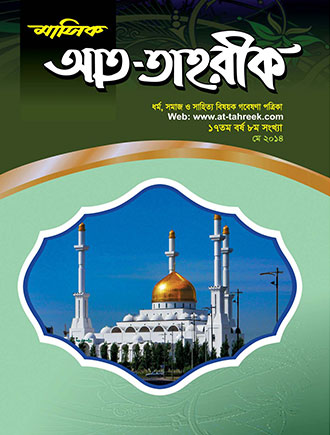 মাসিক
আত-তাহরীক
ধর্ম, সমাজ ও সাহিত্য বিষয়ক গবেষণা পত্রিকা
Web: www.at-tahreek.com
১৭তম বর্ষ ৮ম সংখ্যা
মে ২০১৪